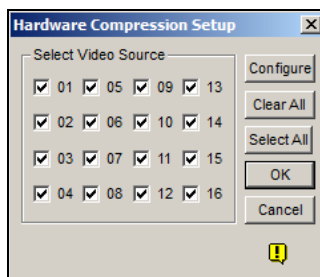 Hardware Compression Setup
Select Video Source
01 05 09 13
02 06 10 14
03 07 11 15
04 08 12 16
Configure
Clear All
Select All
OK
Cancel